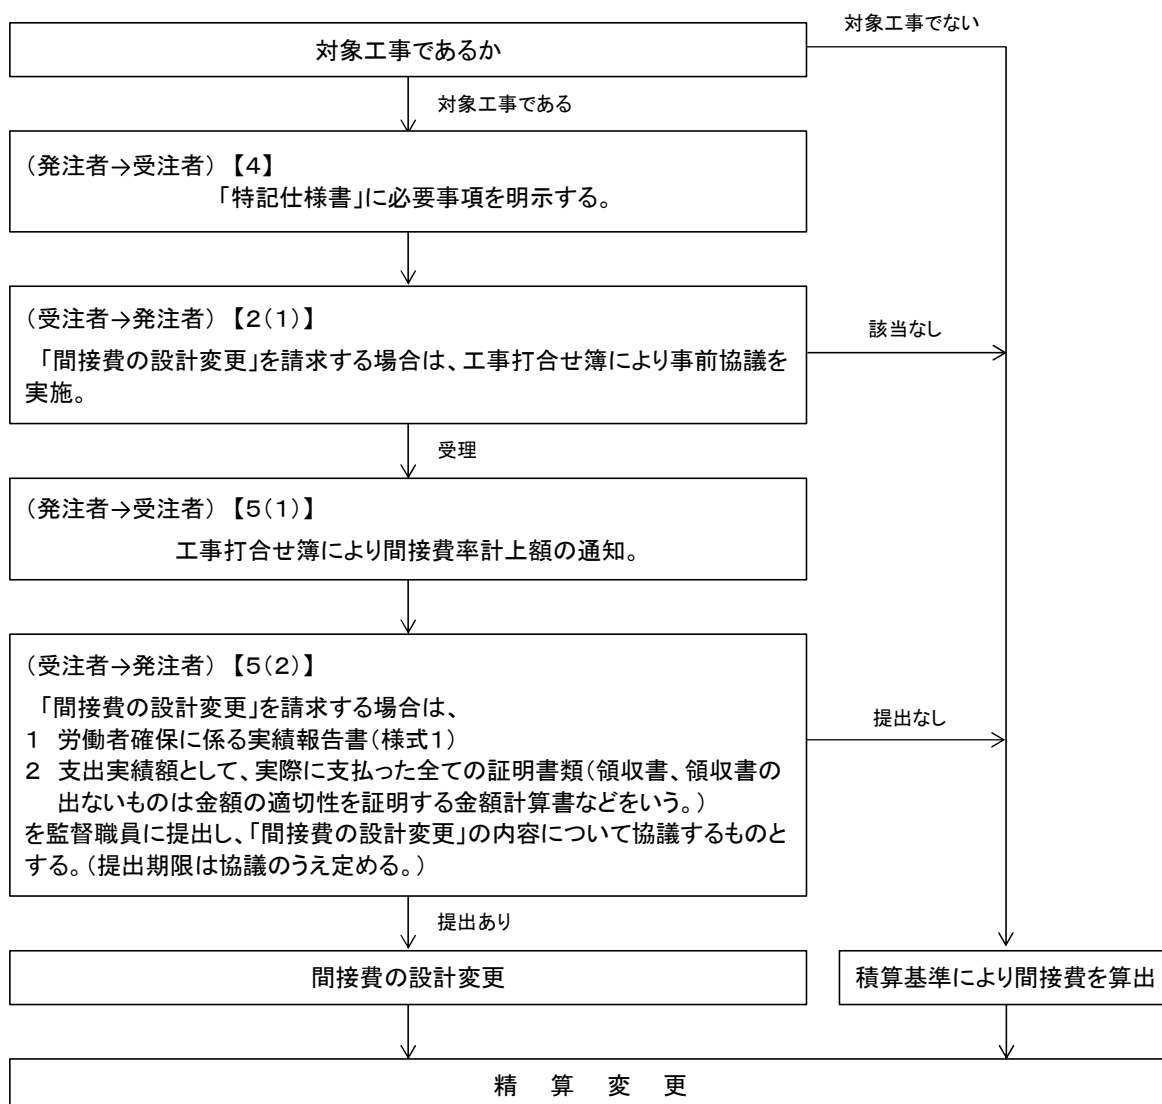 対象工事でない
対象工事であるか
対象工事である
(発注者→受注者)【4】
「特記仕様書」に必要事項を明示する。
(受注者→発注者)【2(1)】
「間接費の設計変更」を請求する場合は、工事打合せ簿により事前協議を
実施。
該当なし
受理
(発注者→受注者)【5(1)】
工事打合せ簿により間接費率計上額の通知。
(受注者→発注者)【5(2)】
「間接費の設計変更」を請求する場合は、
1 労働者確保に係る実績報告書(様式1)
2 支出実績額として、実際に支払った全ての証明書類(領収書、領収書の
出ないものは金額の適切性を証明する金額計算書などをいう。)
を監督職員に提出し、「間接費の設計変更」の内容について協議するものと
する。(提出期限は協議のうえ定める。)
提出なし
提出あり
間接費の設計変更
積算基準により間接費を算出
精 算 変 更